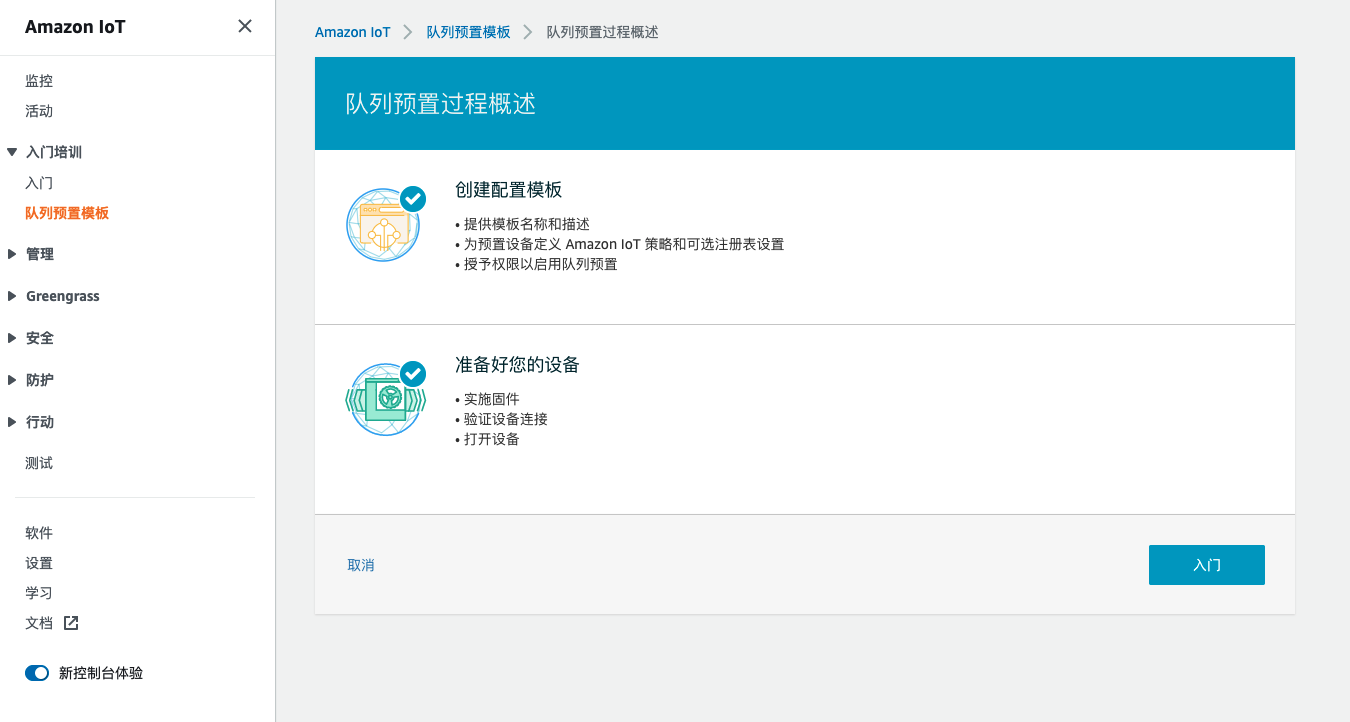 Amazon IoT
监控
活动
入门培训
入门
队列预置模板
管理
Greengrass
安全
防护
行动
测试
软件
设置
学习
文档
新控制台体验
Amazon IoT
队列预置模板
队列预置过程概述
队列预置过程概述
创建配置模板
• 提供模板名称和描述
• 为预置设备定义 Amazon IoT 策略和可选注册表设置
• 授予权限以启用队列预置
准备好您的设备
• 实施固件
• 验证设备连接
• 打开设备
取消
入门